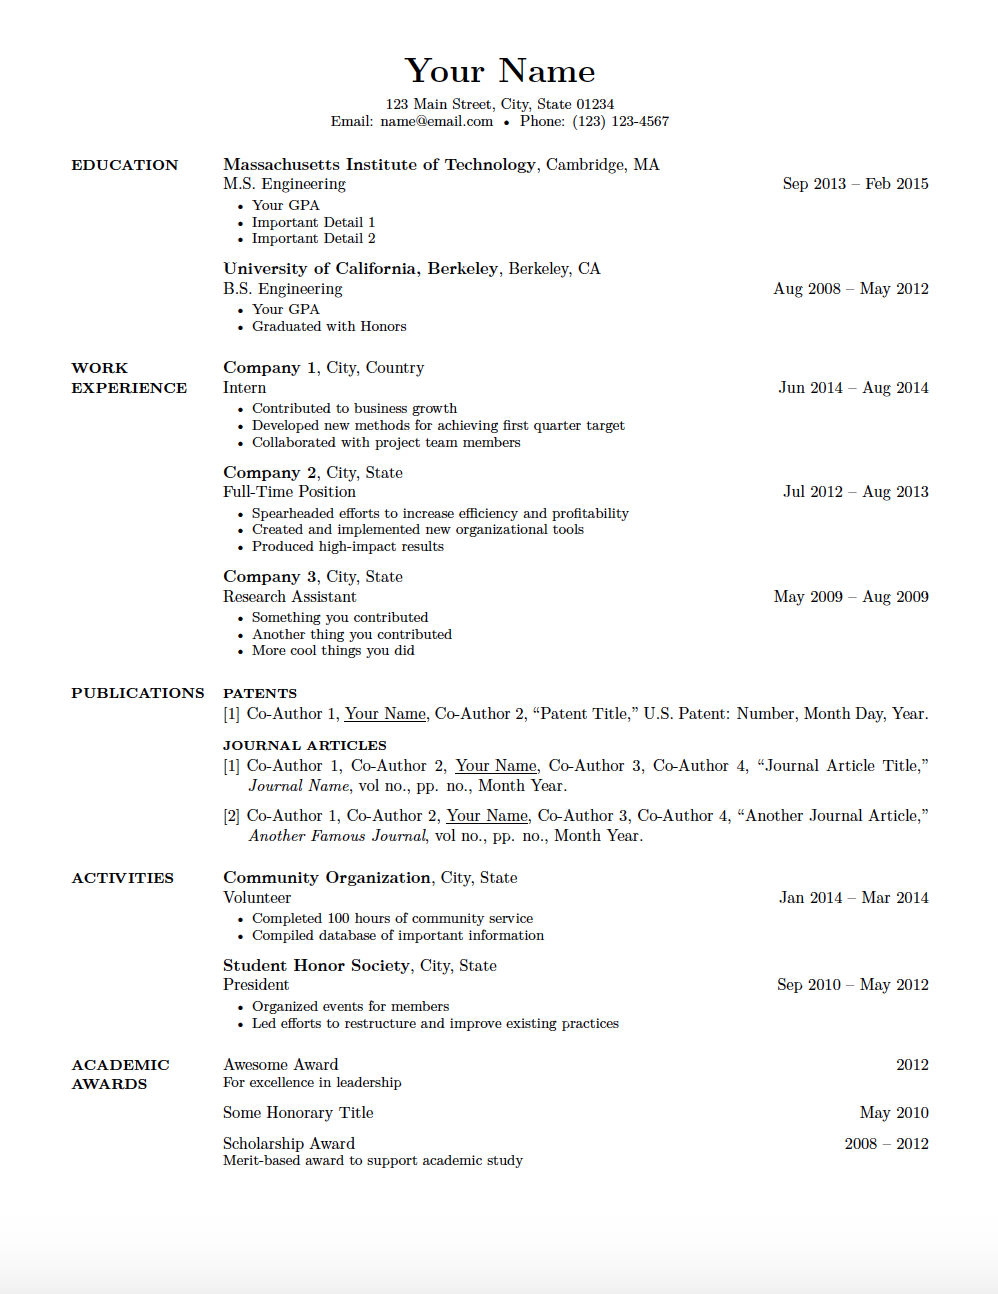 Your Name
123 Main Street, City, State 01234
Email: name@email.com • Phone: (123) 123-4567
EDUCATION
Massachusetts Institute of Technology, Cambridge, MA
M.S. Engineering Sep 2013 – Feb 2015
• Your GPA
• Important Detail 1
• Important Detail 2
University of California, Berkeley, Berkeley, CA
B.S. Engineering Aug 2008 – May 2012
• Your GPA
• Graduated with Honors
WORK EXPERIENCE
Company 1, City, Country
Intern Jun 2014 – Aug 2014
• Contributed to business growth
• Developed new methods for achieving first quarter target
• Collaborated with project team members
Company 2, City, State
Full-Time Position Jul 2012 – Aug 2013
• Spearheaded efforts to increase efficiency and profitability
• Created and implemented new organizational tools
• Produced high-impact results
Company 3, City, State
Research Assistant May 2009 – Aug 2009
• Something you contributed
• Another thing you contributed
• More cool things you did
PUBLICATIONS
PATENTS
[1] Co-Author 1, Your Name, Co-Author 2, “Patent Title,” U.S. Patent: Number, Month Day, Year.
JOURNAL ARTICLES
[1] Co-Author 1, Co-Author 2, Your Name, Co-Author 3, Co-Author 4, “Journal Article Title,”
Journal Name, vol no., pp. no., Month Year.
[2] Co-Author 1, Co-Author 2, Your Name, Co-Author 3, Co-Author 4, “Another Journal Article,”
Another Famous Journal, vol no., pp. no., Month Year.
ACTIVITIES
Community Organization, City, State
Volunteer Jan 2014 – Mar 2014
• Completed 100 hours of community service
• Compiled database of important information
Student Honor Society, City, State
President Sep 2010 – May 2012
• Organized events for members
• Led efforts to restructure and improve existing practices
ACADEMIC AWARDS
Awesome Award 2012
For excellence in leadership
Some Honorary Title May 2010
Scholarship Award 2008 – 2012
Merit-based award to support academic study